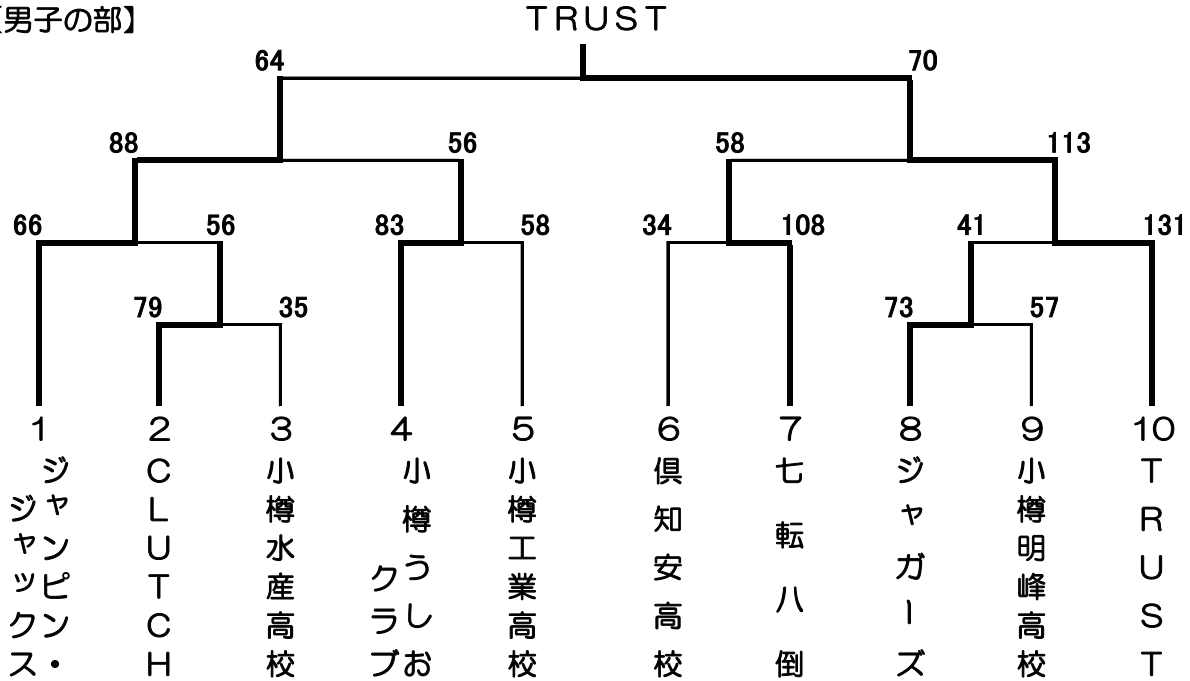 【男子の部】
TRUST
64 70
88 56 58 113
66 56 83 58 34 108 41 131
79 35 73 57
1 2 3 4 5 6 7 8 9 10
ジャンピン・
ジャックス
CLUTCH
小樽水産高校
小樽うしお
クラブ
小樽工業高校
倶知安高校
七転八倒
ジャガーズ
小樽明峰高校
TRUST